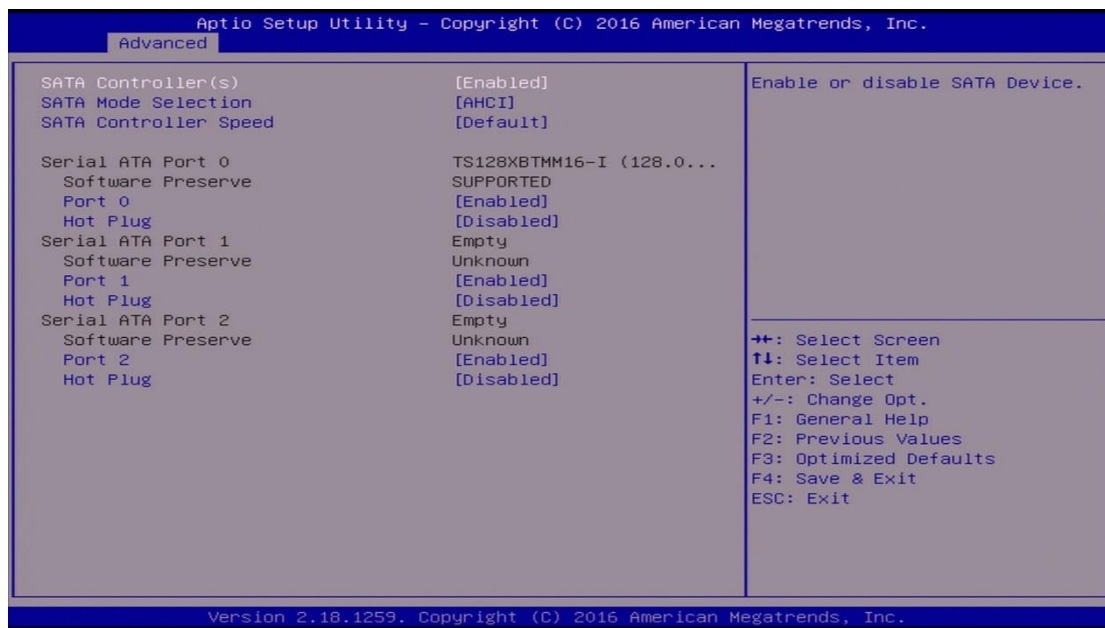 Aptio Setup Utility – Copyright (C) 2016 American Megatrends, Inc.
Advanced
SATA Controller(s) [Enabled]
SATA Mode Selection [AHCI]
SATA Controller Speed [Default]
Serial ATA Port 0 TS128XBTMM16-I (128.0...
Software Preserve SUPPORTED
Port 0 [Enabled]
Hot Plug [Disabled]
Serial ATA Port 1 Empty
Software Preserve Unknown
Port 1 [Enabled]
Hot Plug [Disabled]
Serial ATA Port 2 Empty
Software Preserve Unknown
Port 2 [Enabled]
Hot Plug [Disabled]
Enable or disable SATA Device.
→←: Select Screen
↑↓: Select Item
Enter: Select
+/-: Change Opt.
F1: General Help
F2: Previous Values
F3: Optimized Defaults
F4: Save & Exit
ESC: Exit
Version 2.18.1259. Copyright (C) 2016 American Megatrends, Inc.